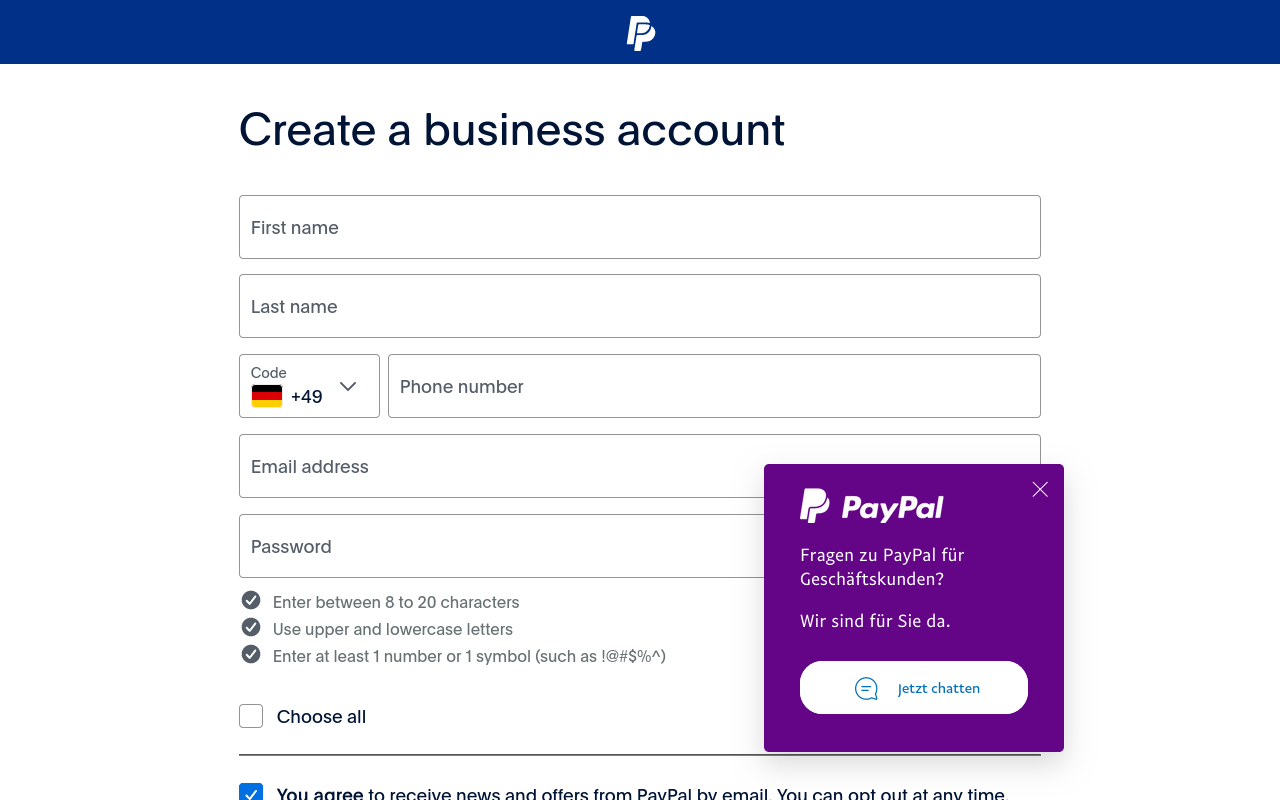 Create a business account
First name
Last name
Code
+49
Phone number
Email address
Password
Enter between 8 to 20 characters
Use upper and lowercase letters
Enter at least 1 number or 1 symbol (such as !@#$%^)
Choose all
You agree to receive news and offers from PayPal by email. You can opt out at any time.
PayPal
Fragen zu PayPal für
Geschäftskunden?
Wir sind für Sie da.
Jetzt chatten